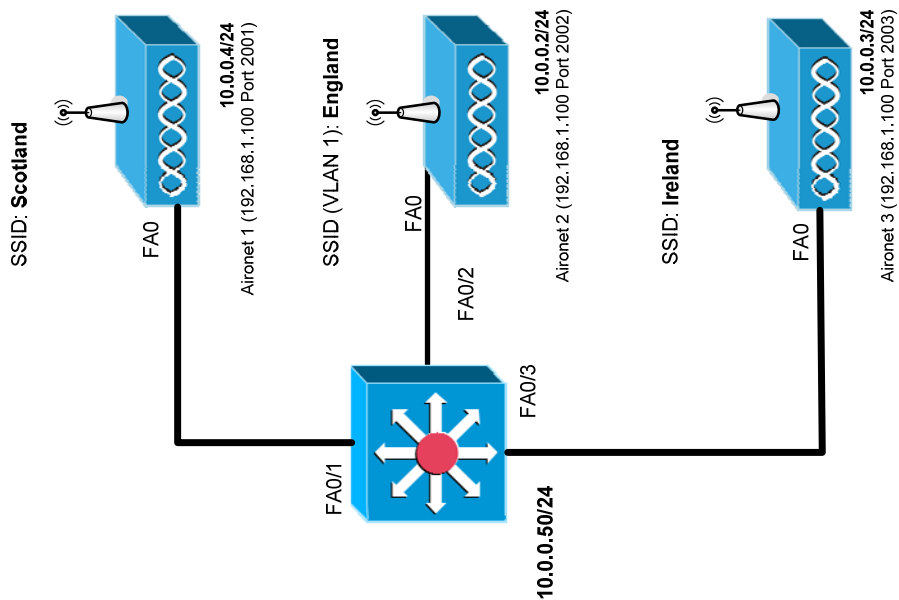 SSID: Scotland
FA0
10.0.0.4/24
Aironet 1 (192.168.1.100 Port 2001)
SSID (VLAN 1): England
FA0
10.0.0.2/24
Aironet 2 (192.168.1.100 Port 2002)
SSID: Ireland
FA0
10.0.0.3/24
Aironet 3 (192.168.1.100 Port 2003)
FA0/1
FA0/2
FA0/3
10.0.0.50/24